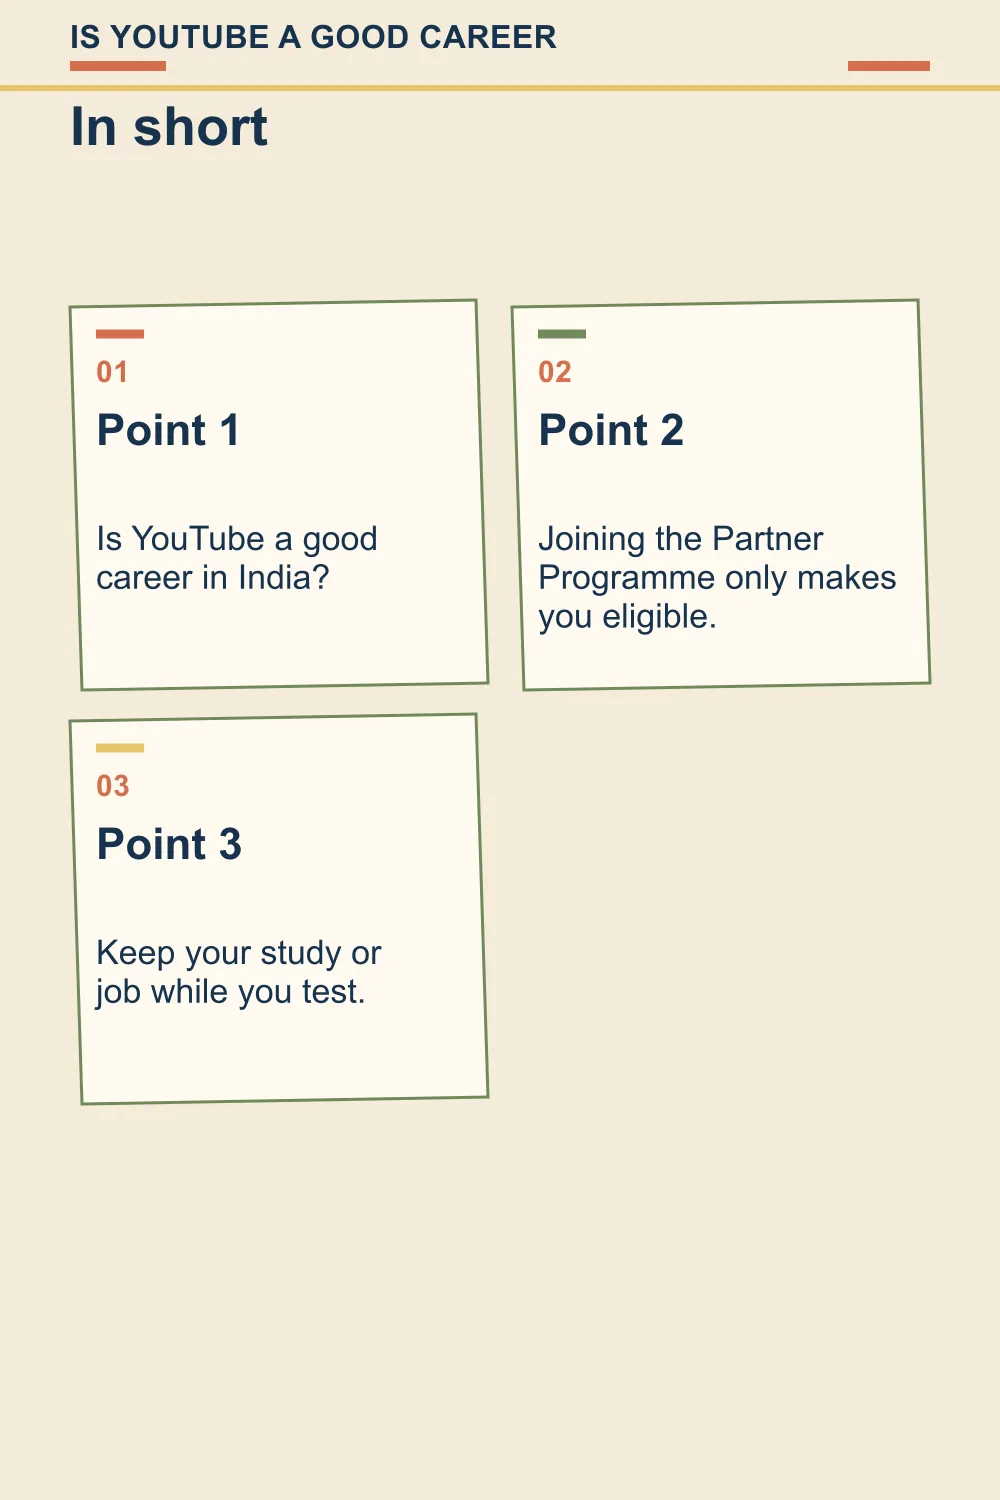 IS YOUTUBE A GOOD CAREER
In short
01
Point 1
Is YouTube a good
career in India?
02
Point 2
Joining the Partner
Programme only makes
you eligible.
03
Point 3
Keep your study or
job while you test.